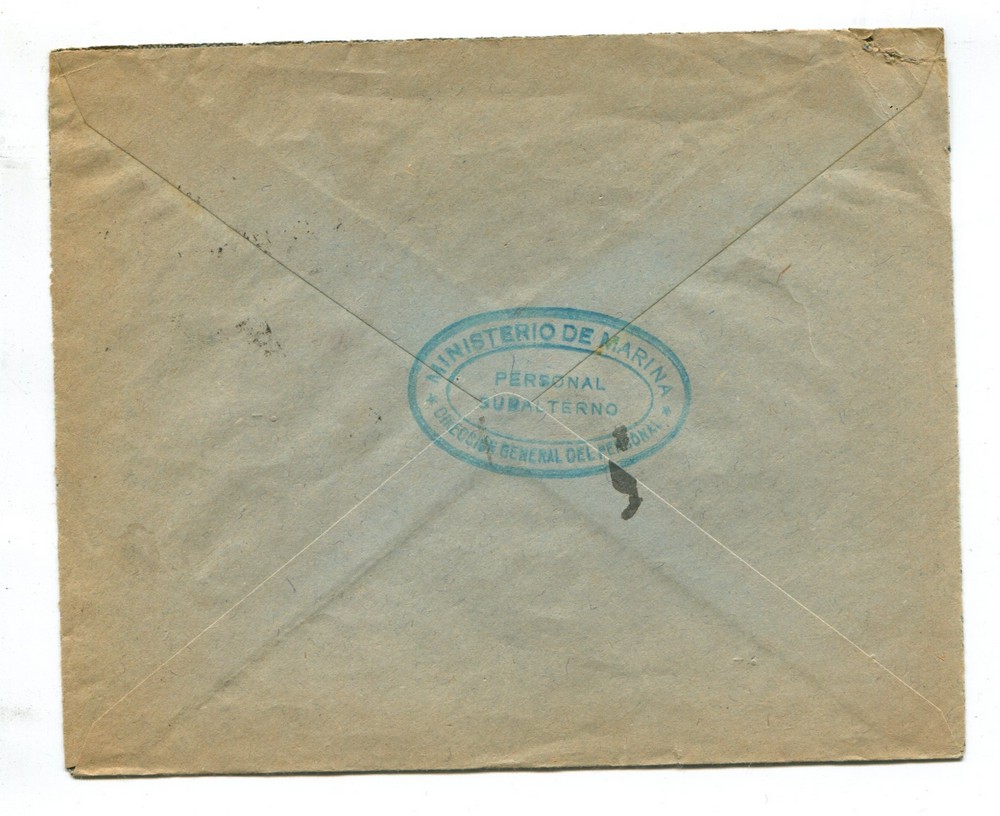 MINISTERIO DE MARINA
PERSONAL
SUBALTERNO
★ DIRECCION GENERAL DEL PERSONAL. ★